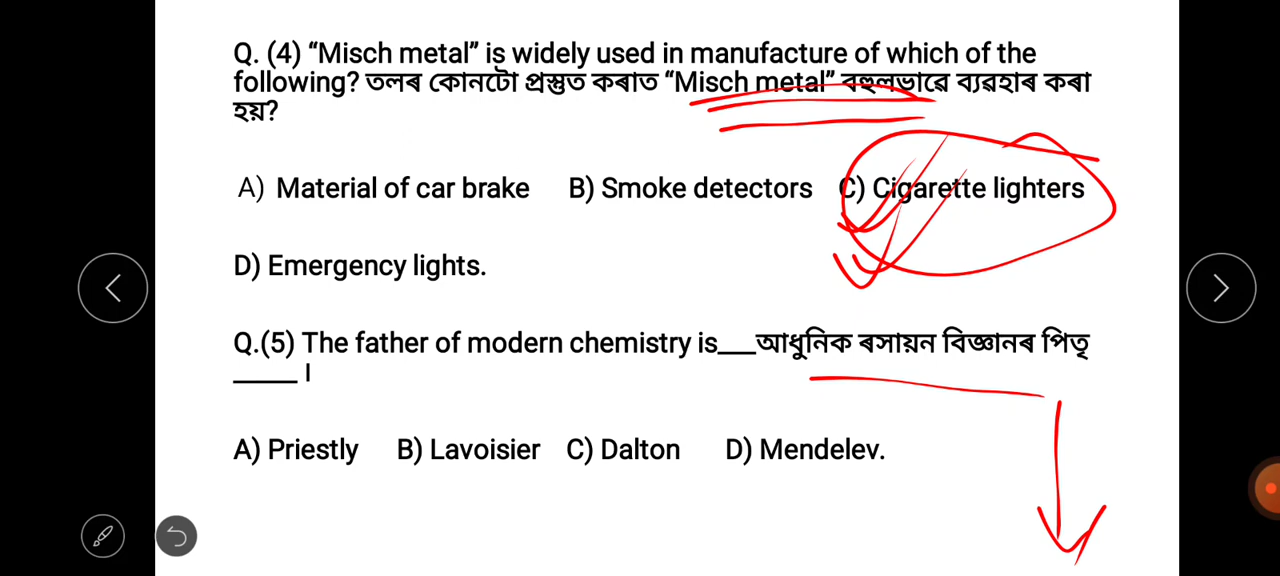 Q. (4) “Misch metal” is widely used in manufacture of which of the
following? তলৰ কোনটো প্ৰস্তুত কৰাত “Misch metal” বহুলভাৱে ব্যৱহাৰ কৰা
হয়?
A) Material of car brake B) Smoke detectors C) Cigarette lighters
D) Emergency lights.
Q.(5) The father of modern chemistry is___আধুনিক ৰসায়ন বিজ্ঞানৰ পিতৃ
_____ ।
A) Priestly B) Lavoisier C) Dalton D) Mendelev.